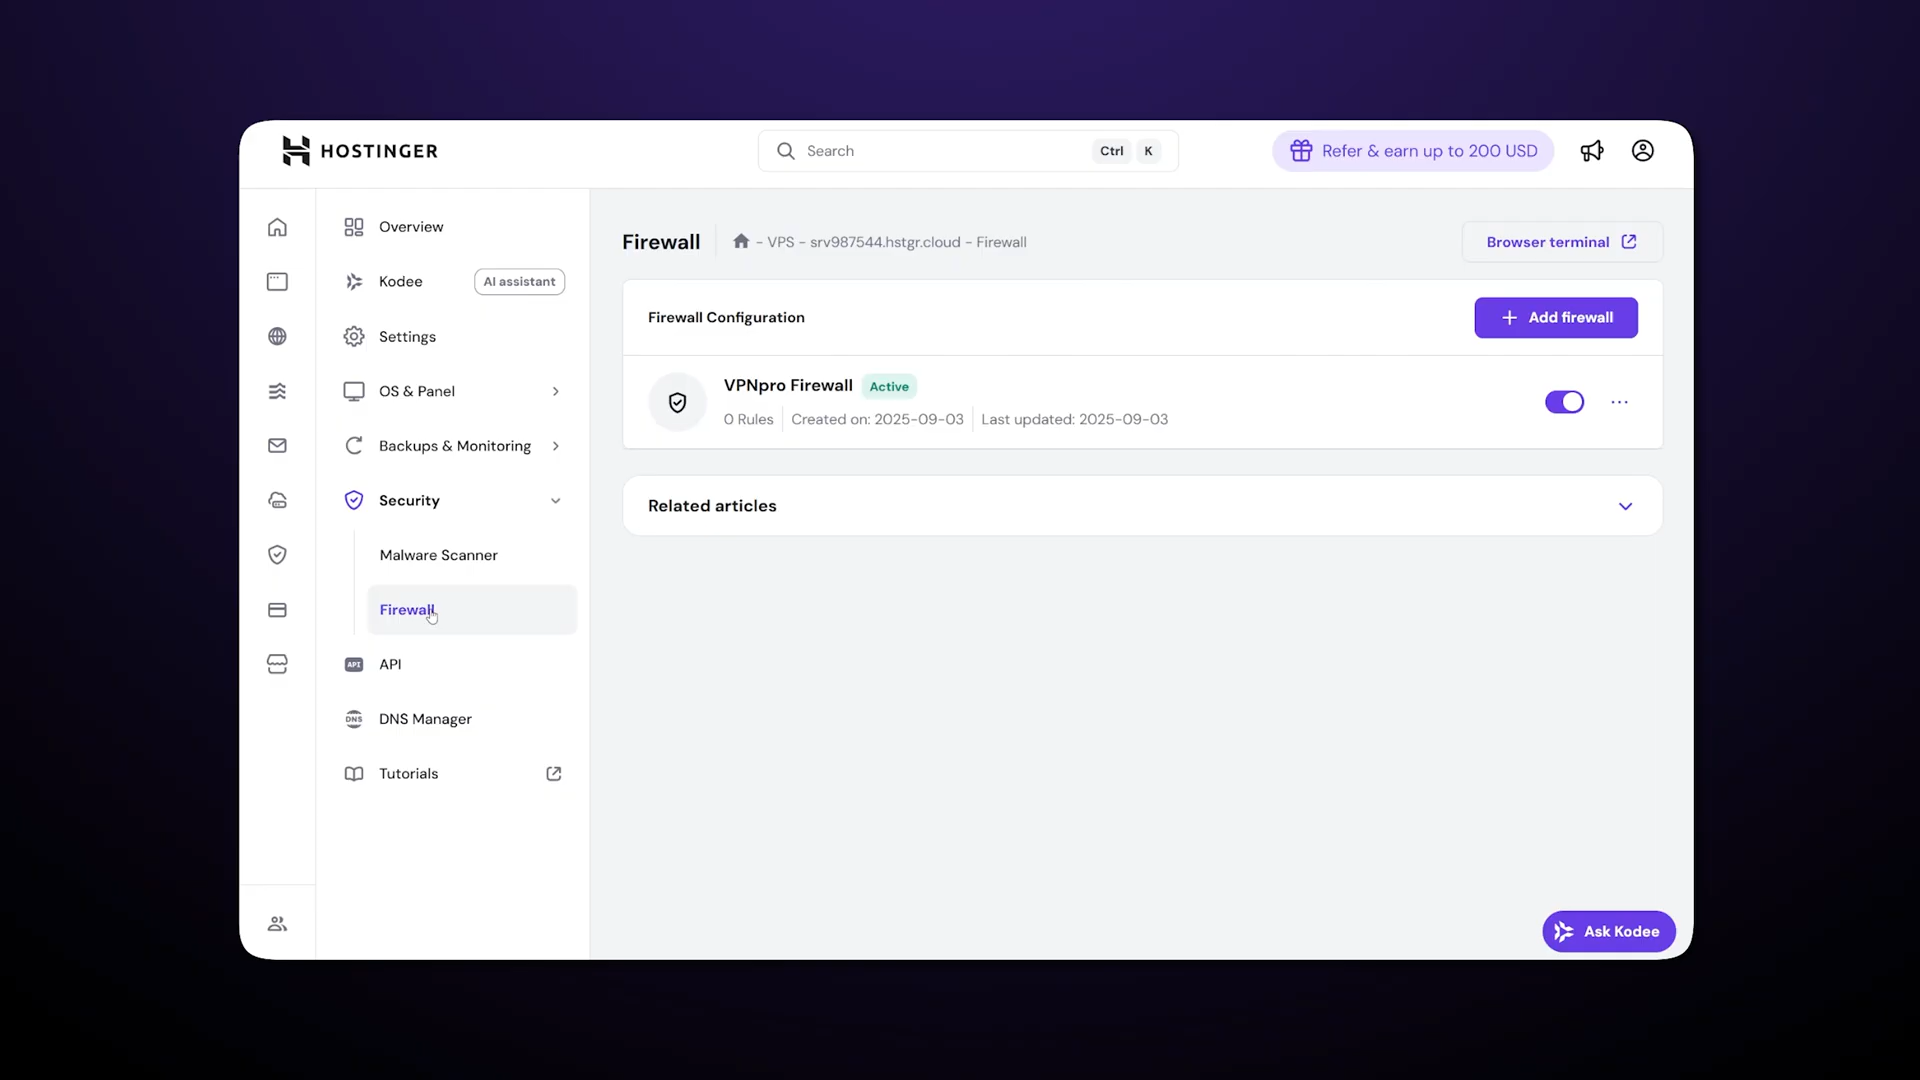 HOSTINGER
Search Ctrl K
Refer & earn up to 200 USD
Overview
Kodee AI assistant
Settings
OS & Panel
Backups & Monitoring
Security
Malware Scanner
Firewall
API API
DNS DNS Manager
Tutorials
Firewall - VPS - srv987544.hstgr.cloud - Firewall
Browser terminal
Firewall Configuration
+ Add firewall
VPNpro Firewall Active
0 Rules Created on: 2025-09-03 Last updated: 2025-09-03
Related articles
Ask Kodee